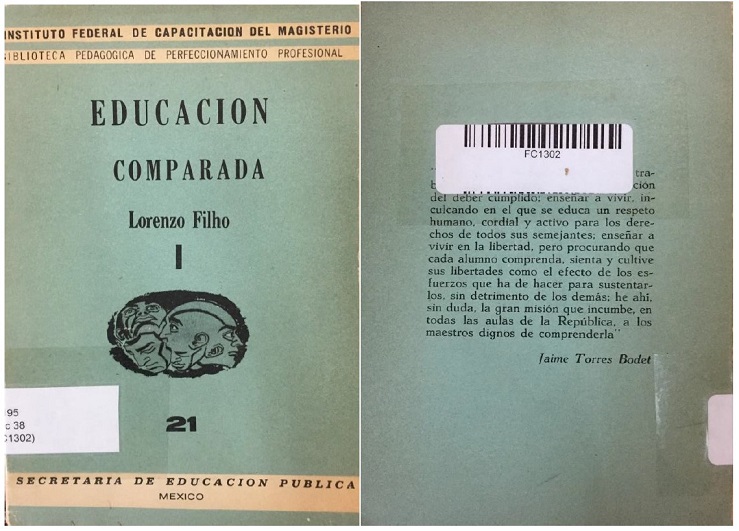 INSTITUTO FEDERAL DE CAPACITACION DEL MAGISTERIO
BIBLIOTECA PEDAGOGICA DE PERFECCIONAMIENTO PROFESIONAL
EDUCACION
COMPARADA
Lorenzo Filho
I
21
95
c 38
C1302)
SECRETARIA DE EDUCACION PUBLICA
MEXICO
FC1302
tra-
ción
del deber cumplido; enseñar a vivir, in-
culcando en el que se educa un respeto
humano, cordial y activo para los dere-
chos de todos sus semejantes; enseñar a
vivir en la libertad, pero procurando que
cada alumno comprenda, sienta y cultive
sus libertades como el efecto de los es-
fuerzos que ha de hacer para sustentar-
los, sin detrimento de los demás; he ahí,
sin duda, la gran misión que incumbe, en
todas las aulas de la República, a los
maestros dignos de comprenderla"
Jaime Torres Bodet